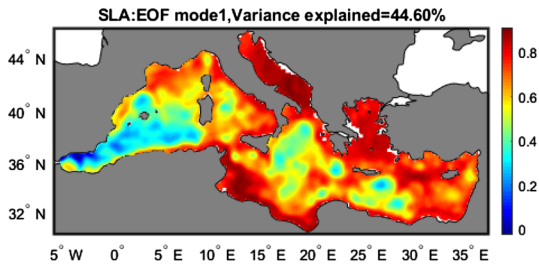 SLA:EOF mode1,Variance explained=44.60%
44° N
40° N
36° N
32° N
5° W 0° 5° E 10° E 15° E 20° E 25° E 30° E 35° E
0.8
0.6
0.4
0.2
0